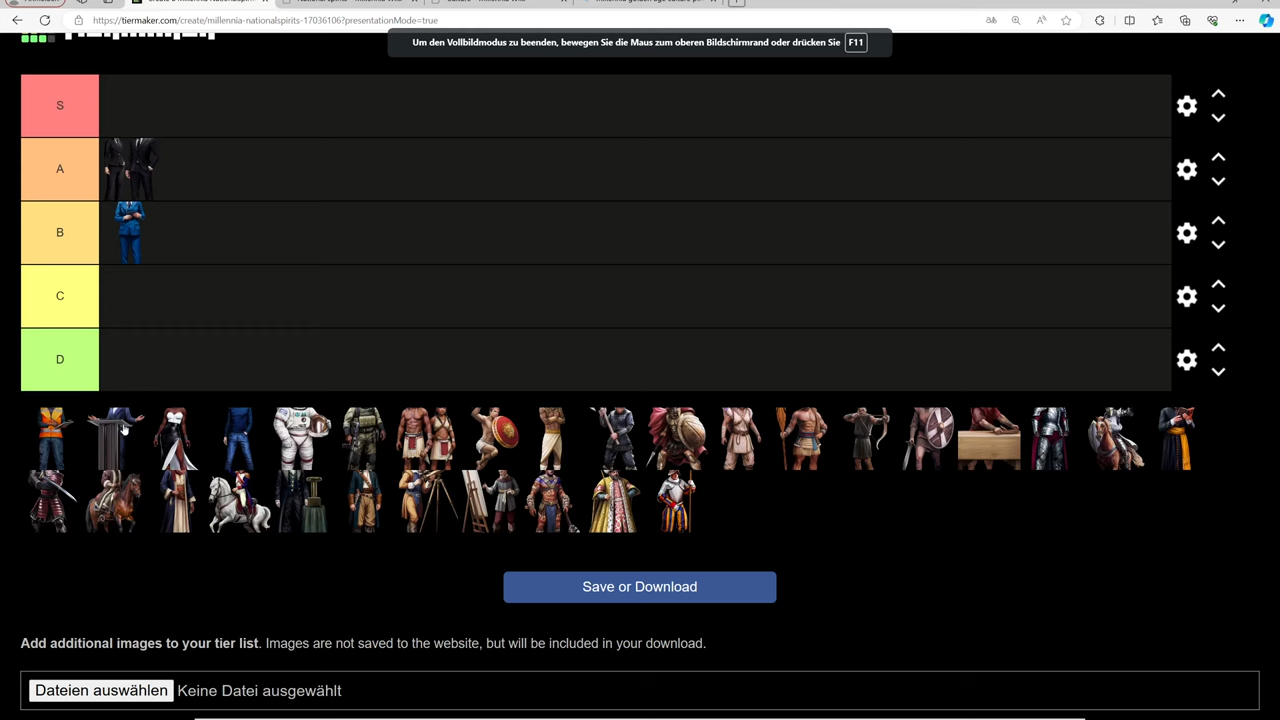 https://tiermaker.com/create/millennia-nationalspirits-17036106?presentationMode=true
Um den Vollbildmodus zu beenden, bewegen Sie die Maus zum oberen Bildschirmrand oder drücken Sie F11
S
A
B
C
D
Save or Download
Add additional images to your tier list. Images are not saved to the website, but will be included in your download.
Dateien auswählen Keine Datei ausgewählt